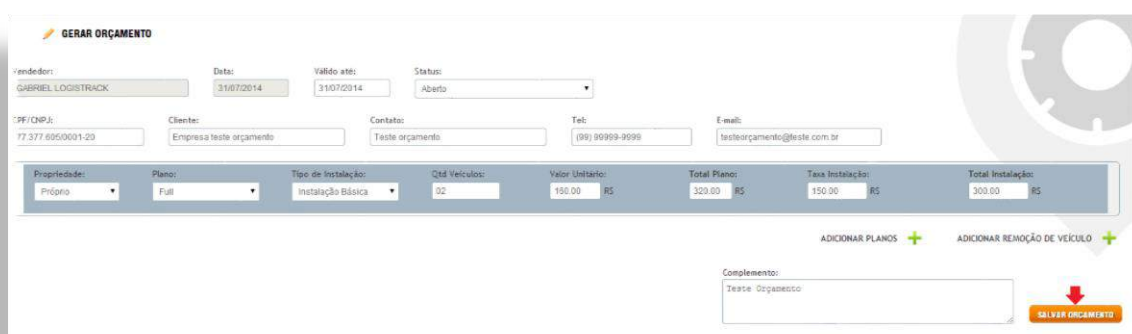 GERAR ORÇAMENTO
Vendedor: Data: Válido até: Status:
GABRIEL LOGISTRACK 31/07/2014 31/07/2014 Aberto
CPF/CNPJ: Cliente: Contato: Tel: E-mail:
77.377.605/0001-20 Empresa teste orçamento Teste orçamento (99) 99999-9999 testeorçamento@teste.com.br
Propriedade: Plano: Tipo de Instalação: Qtd Veículos: Valor Unitário: Total Plano: Taxa Instalação: Total Instalação:
Próprio Full Instalação Básica 02 160.00 R$ 320.00 R$ 150.00 R$ 300.00 R$
ADICIONAR PLANOS ADICIONAR REMOÇÃO DE VEÍCULO
Complemento:
Teste Orçamento
SALVAR ORÇAMENTO